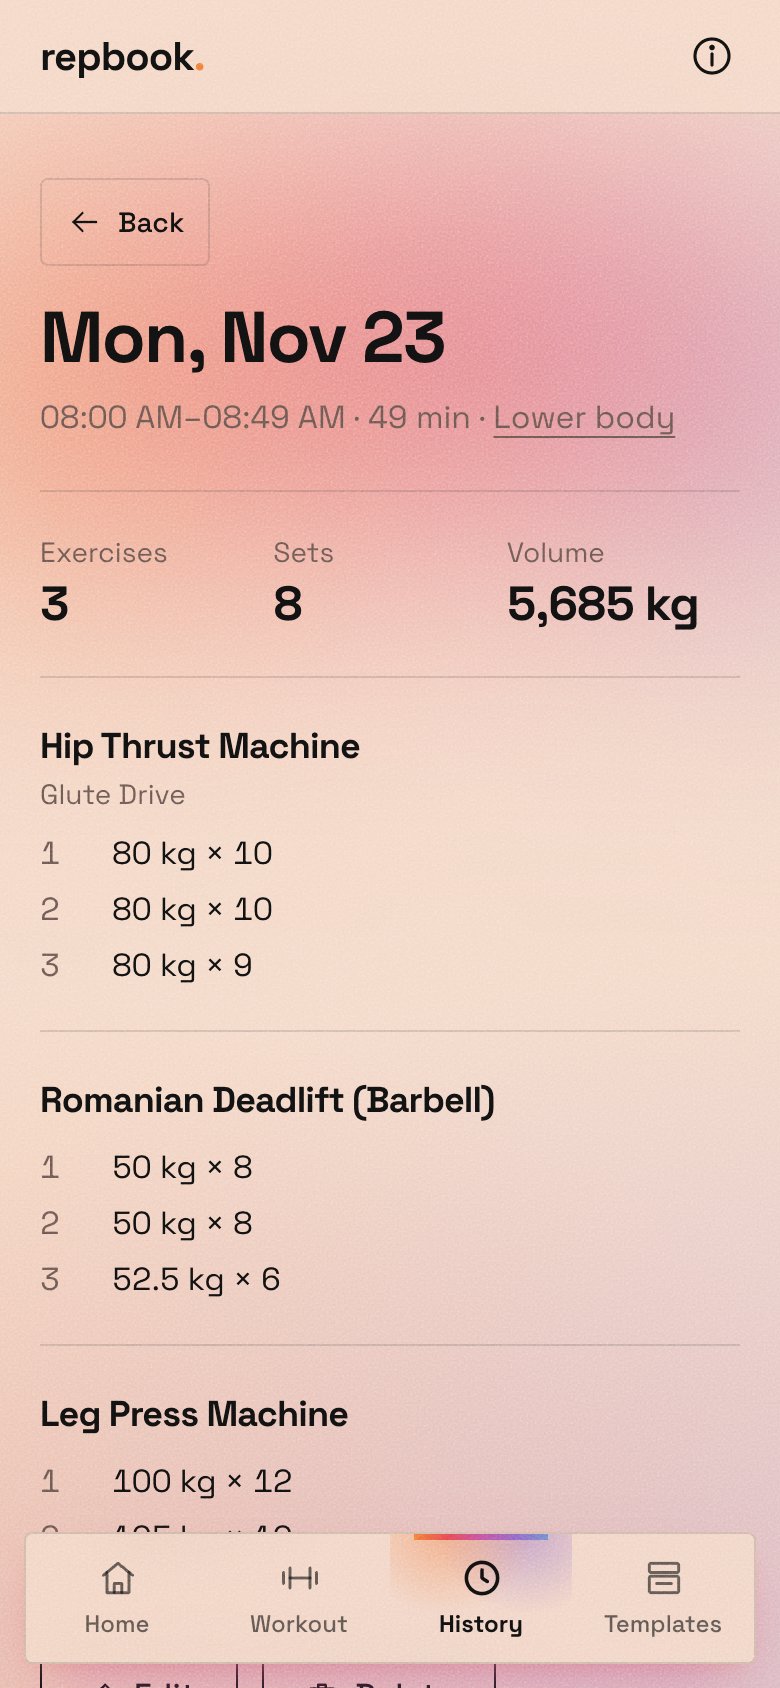 repbook.
Back
Mon, Nov 23
08:00 AM–08:49 AM · 49 min · Lower body
Exercises Sets Volume
3 8 5,685 kg
Hip Thrust Machine
Glute Drive
1 80 kg × 10
2 80 kg × 10
3 80 kg × 9
Romanian Deadlift (Barbell)
1 50 kg × 8
2 50 kg × 8
3 52.5 kg × 6
Leg Press Machine
1 100 kg × 12
Home Workout History Templates